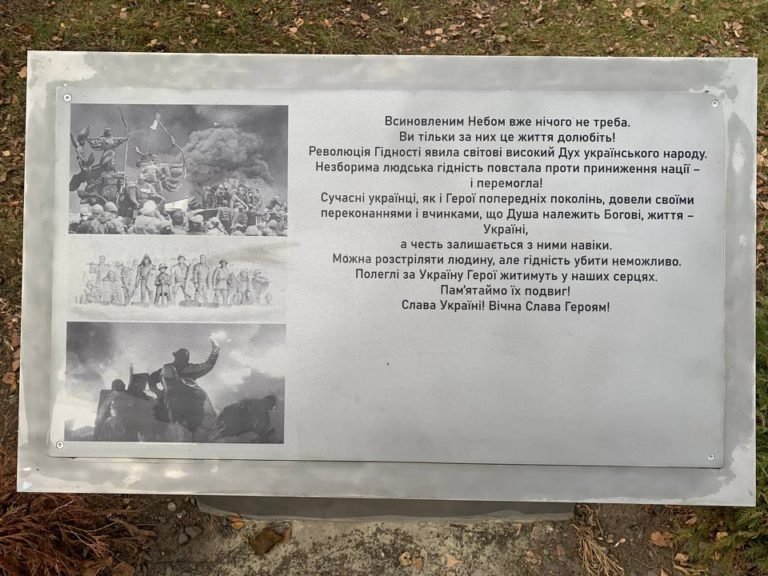 Всиновленим Небом вже нічого не треба.
Ви тільки за них це життя долюбіть!
Революція Гідності явила світові високий Дух українського народу.
Незборима людська гідність повстала проти приниження нації –
і перемогла!
Сучасні українці, як і Герої попередніх поколінь, довели своїми
переконаннями і вчинками, що Душа належить Богові, життя –
Україні,
а честь залишається з ними навіки.
Можна розстріляти людину, але гідність убити неможливо.
Полеглі за Україну Герої житимуть у наших серцях.
Пам'ятаймо їх подвиг!
Слава Україні! Вічна Слава Героям!